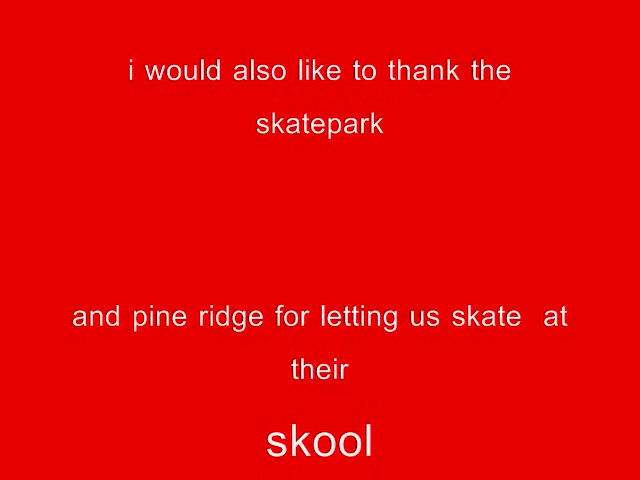 i would also like to thank the
skatepark
and pine ridge for letting us skate  at
their
skool